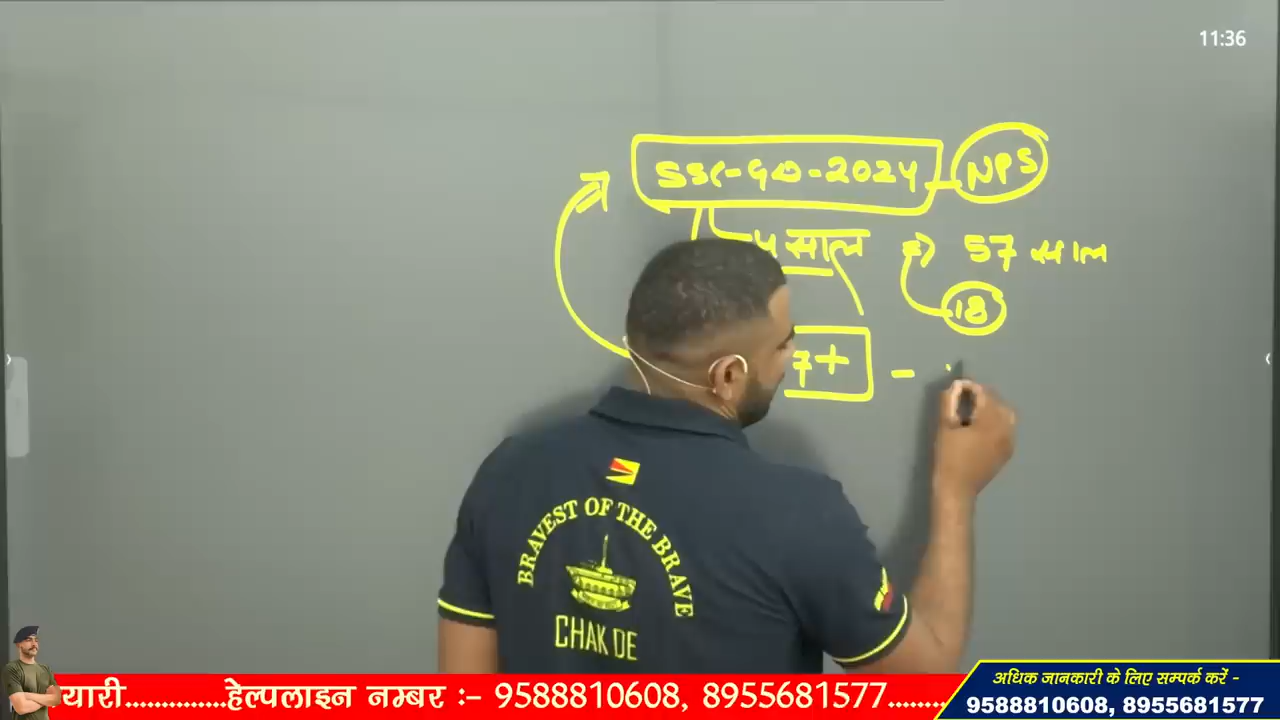 11:36
SSC-GD-2024 - NPS
साल => 57 साल
18
7+ -
BRAVEST OF THE BRAVE
CHAK DE
यारी..............हेल्पलाइन नम्बर :- 9588810608, 8955681577........
अधिक जानकारी के लिए सम्पर्क करें -
9588810608, 8955681577